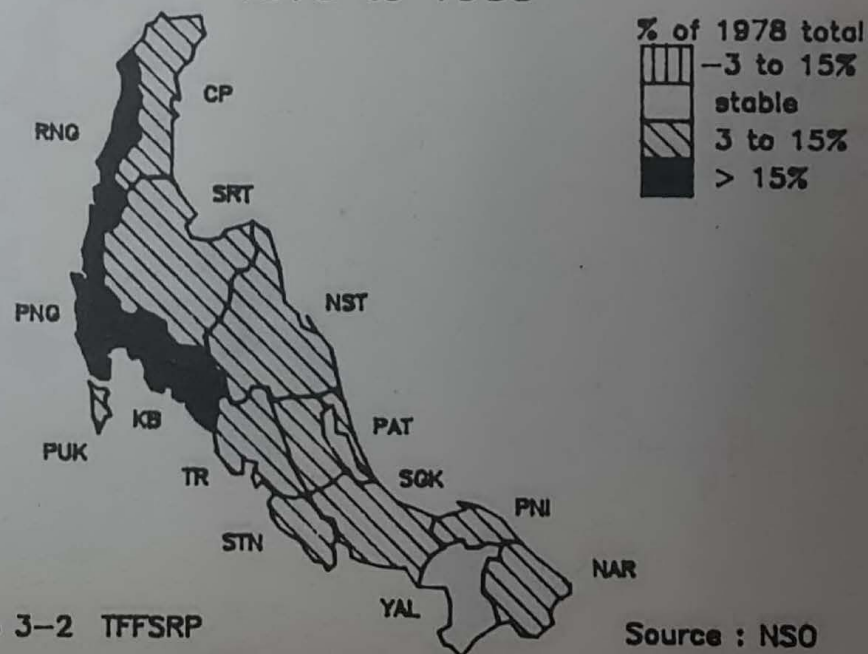 % of 1978 total
-3 to 15%
stable
3 to 15%
> 15%
CP
RNG
SRT
PNG
NST
KB
PUK
PAT
TR
SGK
PNI
STN
NAR
YAL
3-2 TFFSRP
Source : NSO